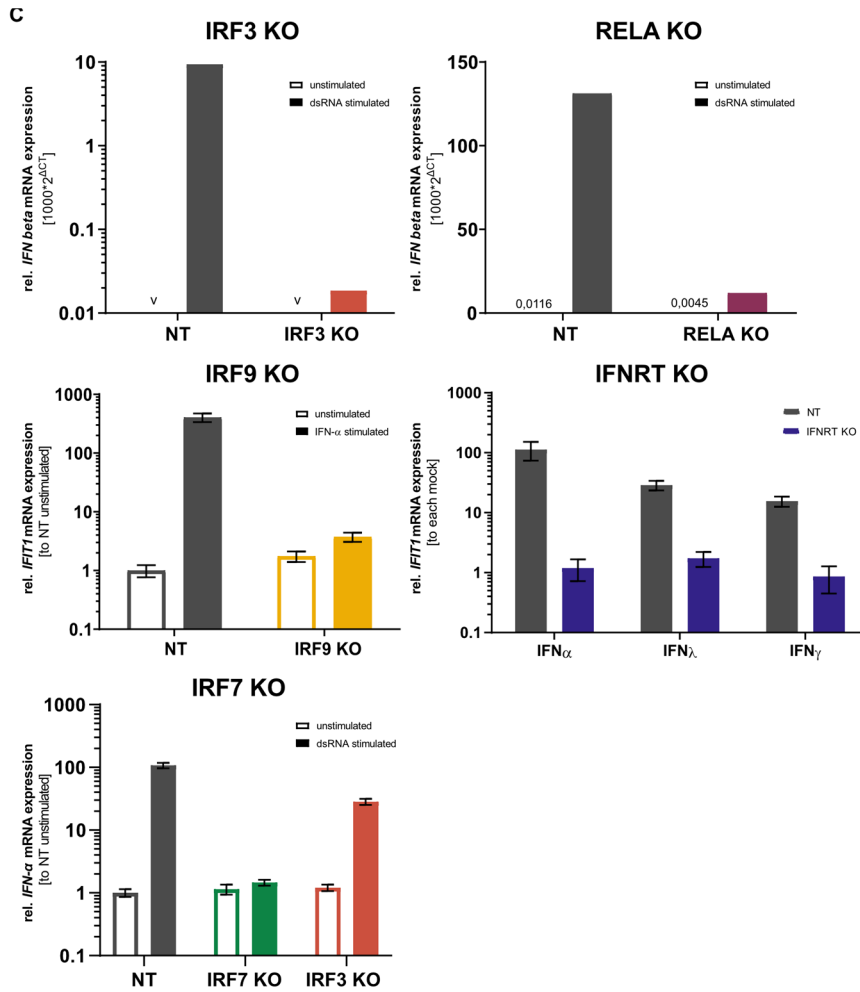 C
IRF3 KO
rel. IFN beta mRNA expression
[1000*2^ΔCT]
10
1
0.1
0.01
unstimulated
dsRNA stimulated
v
v
NT
IRF3 KO
RELA KO
rel. IFN beta mRNA expression
[1000*2^ΔCT]
150
100
50
0
unstimulated
dsRNA stimulated
0,0116
0,0045
NT
RELA KO
IRF9 KO
rel. IFIT1 mRNA expression
[to NT unstimulated]
1000
100
10
1
0.1
unstimulated
IFN-α stimulated
NT
IRF9 KO
IFNRT KO
rel. IFIT1 mRNA expression
[to each mock]
1000
100
10
1
0.1
NT
IFNRT KO
IFNα
IFNλ
IFNγ
IRF7 KO
rel. IFN-α mRNA expression
[to NT unstimulated]
1000
100
10
1
0.1
unstimulated
dsRNA stimulated
NT
IRF7 KO
IRF3 KO